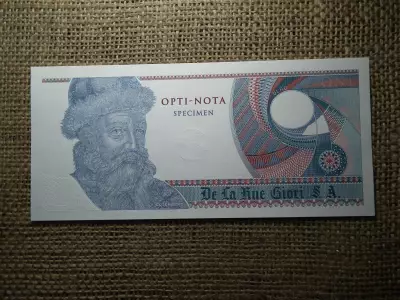 OPTI-NOTA
SPECIMEN
De La Rue Giori S.A